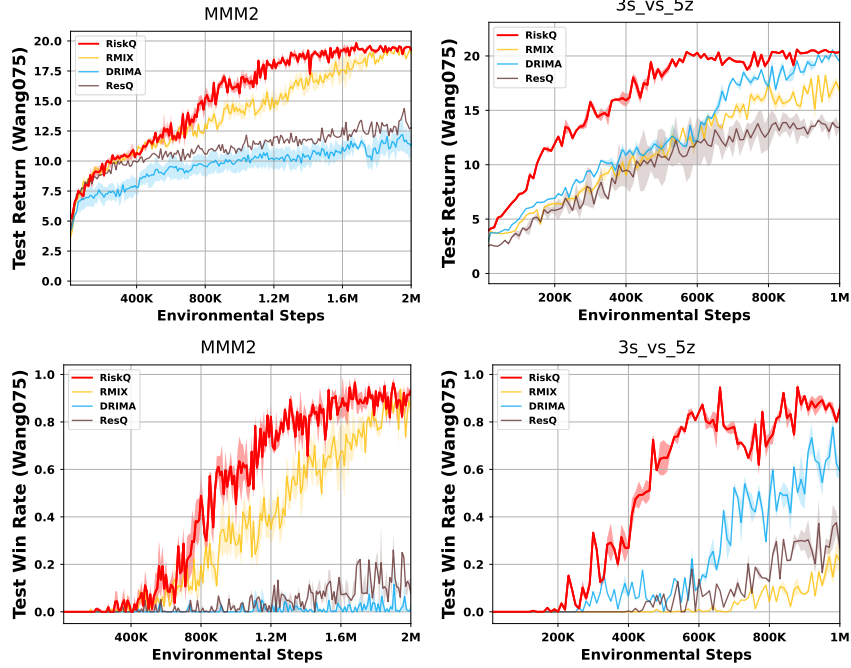 MMM2
Test Return (Wang075)
20.0
17.5
15.0
12.5
10.0
7.5
5.0
2.5
0.0
RiskQ
RMIX
DRIMA
ResQ
400K 800K 1.2M 1.6M 2M
Environmental Steps
3s_vs_5z
Test Return (Wang075)
20
15
10
5
0
RiskQ
RMIX
DRIMA
ResQ
200K 400K 600K 800K 1M
Environmental Steps
MMM2
Test Win Rate (Wang075)
1.0
0.8
0.6
0.4
0.2
0.0
RiskQ
RMIX
DRIMA
ResQ
400K 800K 1.2M 1.6M 2M
Environmental Steps
3s_vs_5z
Test Win Rate (Wang075)
1.0
0.8
0.6
0.4
0.2
0.0
RiskQ
RMIX
DRIMA
ResQ
200K 400K 600K 800K 1M
Environmental Steps